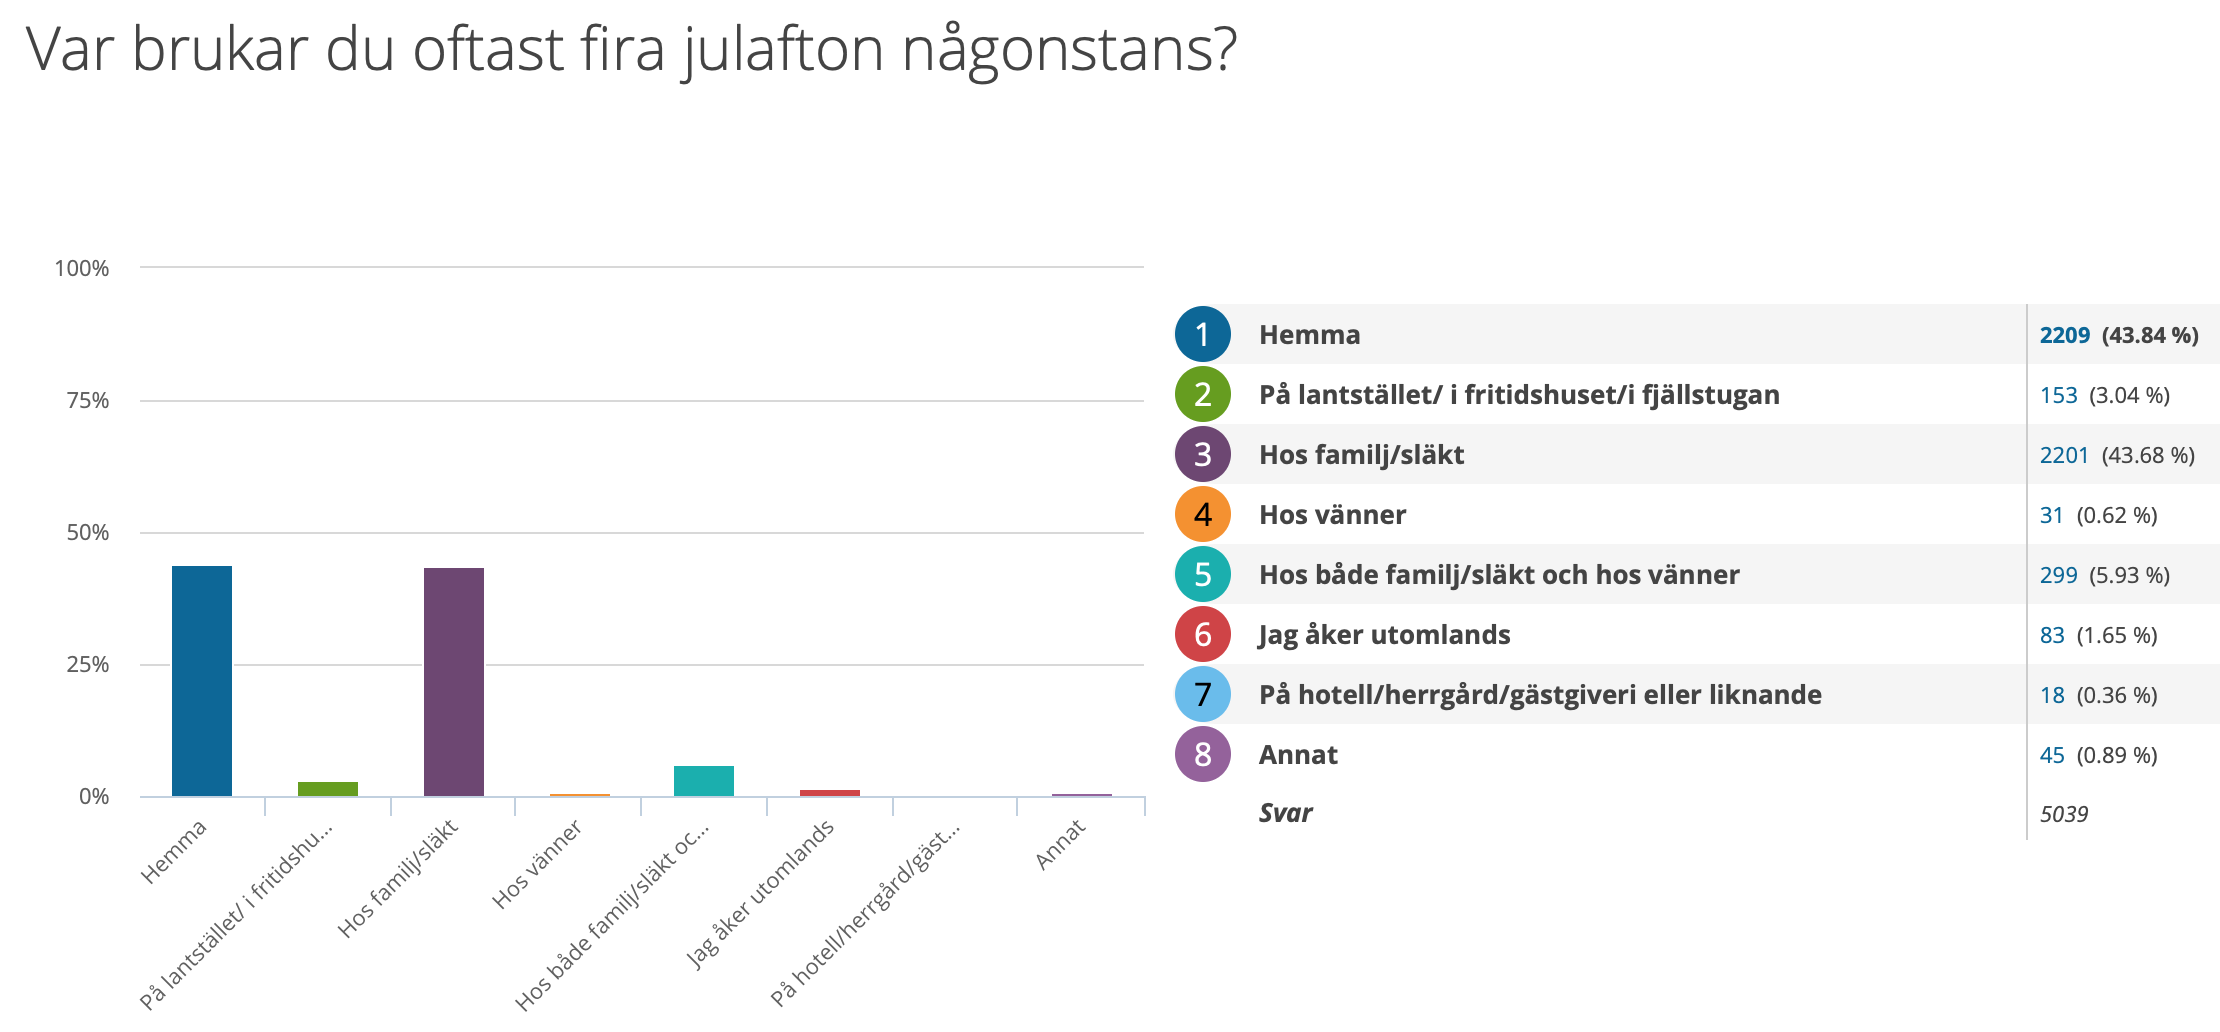 Var brukar du oftast fira julafton någonstans?
100%
75%
50%
25%
0%
Hemma
På lantstället/ i fritidshu...
Hos familj/släkt
Hos vänner
Hos både familj/släkt oc...
Jag åker utomlands
På hotell/herrgård/gäst...
Annat
1 Hemma 2209 (43.84 %)
2 På lantstället/ i fritidshuset/i fjällstugan 153 (3.04 %)
3 Hos familj/släkt 2201 (43.68 %)
4 Hos vänner 31 (0.62 %)
5 Hos både familj/släkt och hos vänner 299 (5.93 %)
6 Jag åker utomlands 83 (1.65 %)
7 På hotell/herrgård/gästgiveri eller liknande 18 (0.36 %)
8 Annat 45 (0.89 %)
Svar 5039